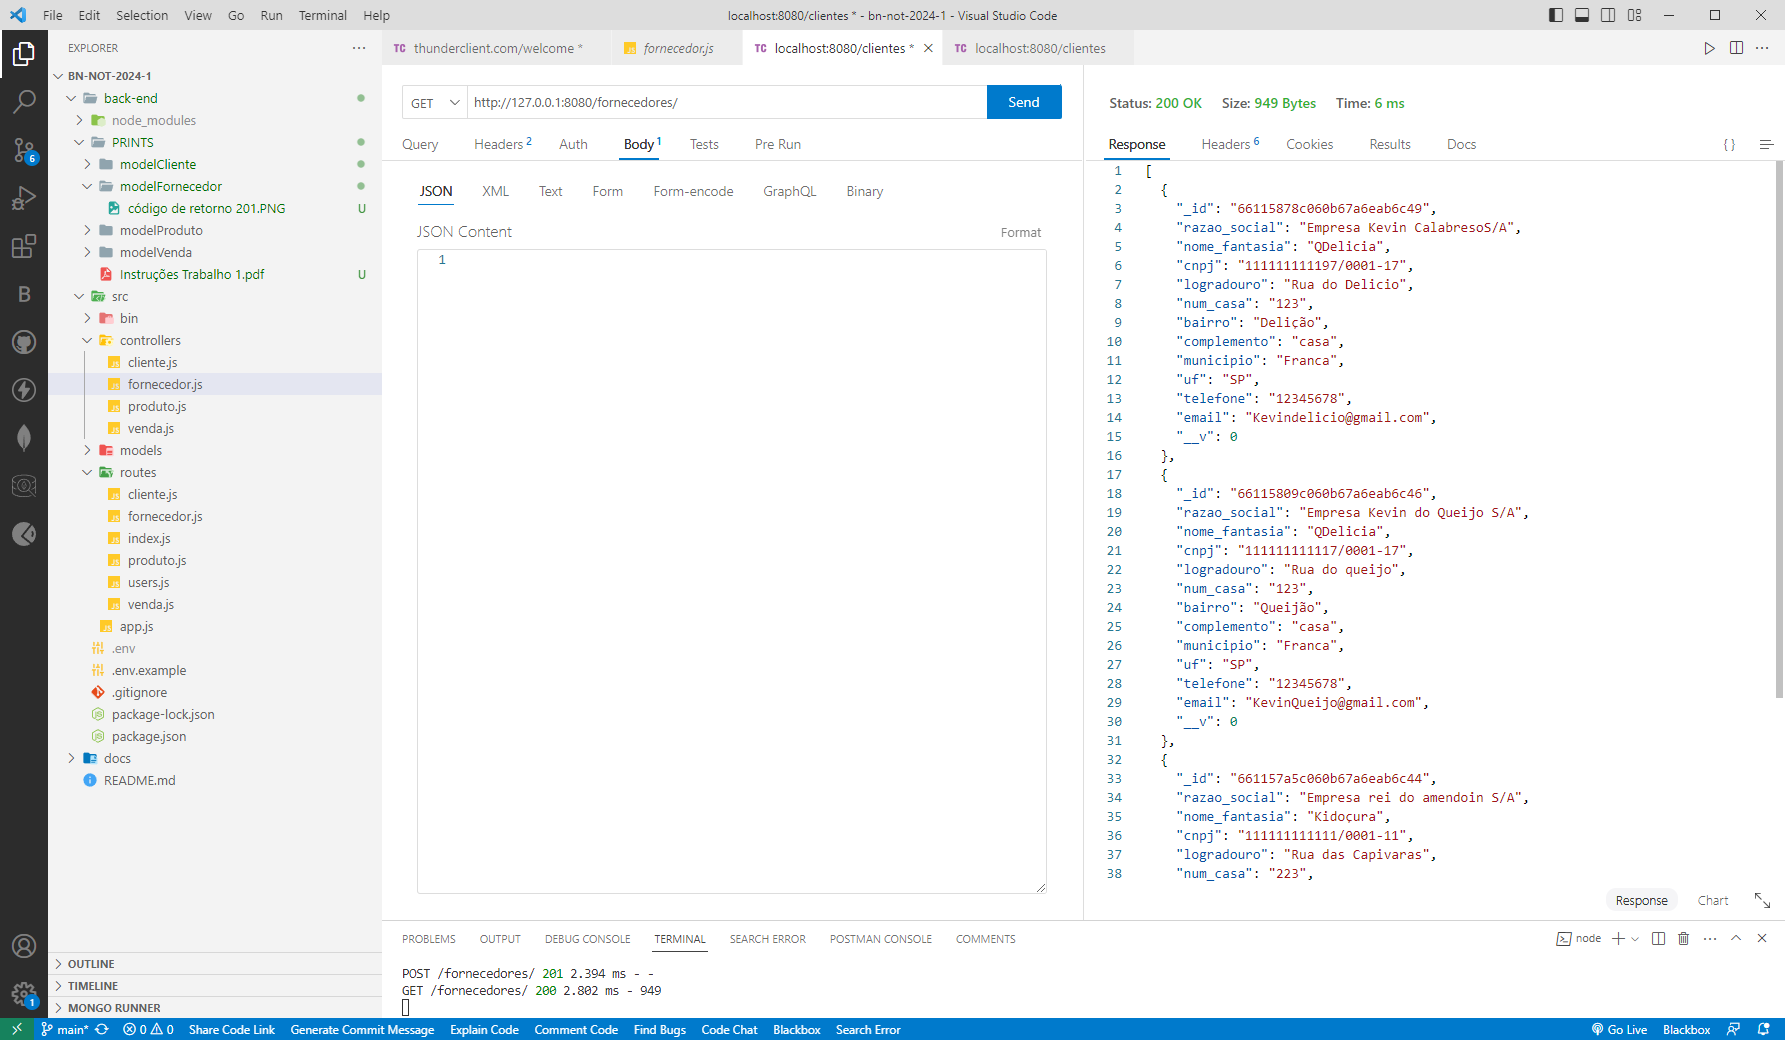 File Edit Selection View Go Run Terminal Help
localhost:8080/clientes * - bn-not-2024-1 - Visual Studio Code
EXPLORER
BN-NOT-2024-1
back-end
node_modules
PRINTS
modelCliente
modelFornecedor
código de retorno 201.PNG U
modelProduto
modelVenda
Instruções Trabalho 1.pdf U
src
bin
controllers
cliente.js
fornecedor.js
produto.js
venda.js
models
routes
cliente.js
fornecedor.js
index.js
produto.js
users.js
venda.js
app.js
.env
.env.example
.gitignore
package-lock.json
package.json
docs
README.md
OUTLINE
TIMELINE
MONGO RUNNER
6
1
B
TC thunderclient.com/welcome *
JS fornecedor.js
TC localhost:8080/clientes *
TC localhost:8080/clientes
GET http://127.0.0.1:8080/fornecedores/ Send
Query Headers 2 Auth Body 1 Tests Pre Run
JSON XML Text Form Form-encode GraphQL Binary
JSON Content Format
1
Status: 200 OK Size: 949 Bytes Time: 6 ms
Response Headers 6 Cookies Results Docs { }
1 [
2 {
3 "_id": "66115878c060b67a6eab6c49",
4 "razao_social": "Empresa Kevin CalabresoS/A",
5 "nome_fantasia": "QDelicia",
6 "cnpj": "111111111197/0001-17",
7 "logradouro": "Rua do Delicio",
8 "num_casa": "123",
9 "bairro": "Delição",
10 "complemento": "casa",
11 "municipio": "Franca",
12 "uf": "SP",
13 "telefone": "12345678",
14 "email": "Kevindelicio@gmail.com",
15 "__v": 0
16 },
17 {
18 "_id": "66115809c060b67a6eab6c46",
19 "razao_social": "Empresa Kevin do Queijo S/A",
20 "nome_fantasia": "QDelicia",
21 "cnpj": "111111111117/0001-17",
22 "logradouro": "Rua do queijo",
23 "num_casa": "123",
24 "bairro": "Queijão",
25 "complemento": "casa",
26 "municipio": "Franca",
27 "uf": "SP",
28 "telefone": "12345678",
29 "email": "KevinQueijo@gmail.com",
30 "__v": 0
31 },
32 {
33 "_id": "661157a5c060b67a6eab6c44",
34 "razao_social": "Empresa rei do amendoin S/A",
35 "nome_fantasia": "Kidoçura",
36 "cnpj": "111111111111/0001-11",
37 "logradouro": "Rua das Capivaras",
38 "num_casa": "223",
Response Chart
PROBLEMS OUTPUT DEBUG CONSOLE TERMINAL SEARCH ERROR POSTMAN CONSOLE COMMENTS
node
POST /fornecedores/ 201 2.394 ms - -
GET /fornecedores/ 200 2.802 ms - 949
main* 0 0 Share Code Link Generate Commit Message Explain Code Comment Code Find Bugs Code Chat Blackbox Search Error Go Live Blackbox